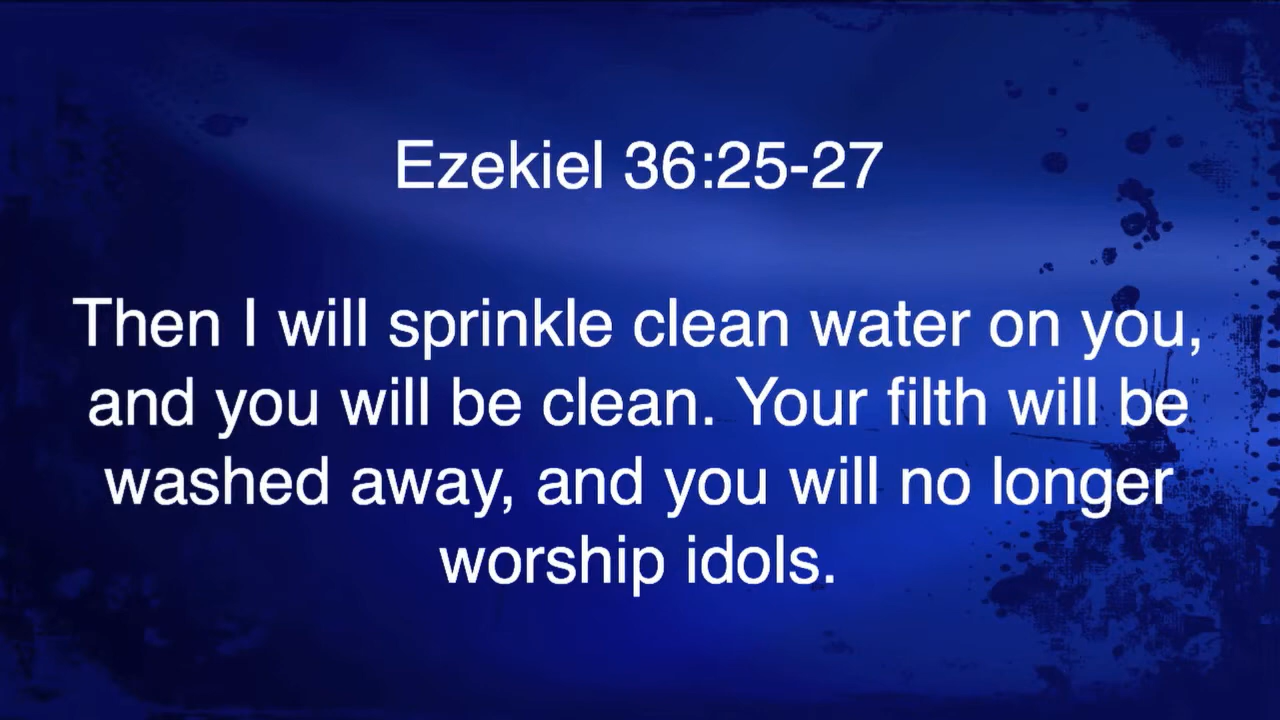 Ezekiel 36:25-27
Then I will sprinkle clean water on you,
and you will be clean. Your filth will be
washed away, and you will no longer
worship idols.